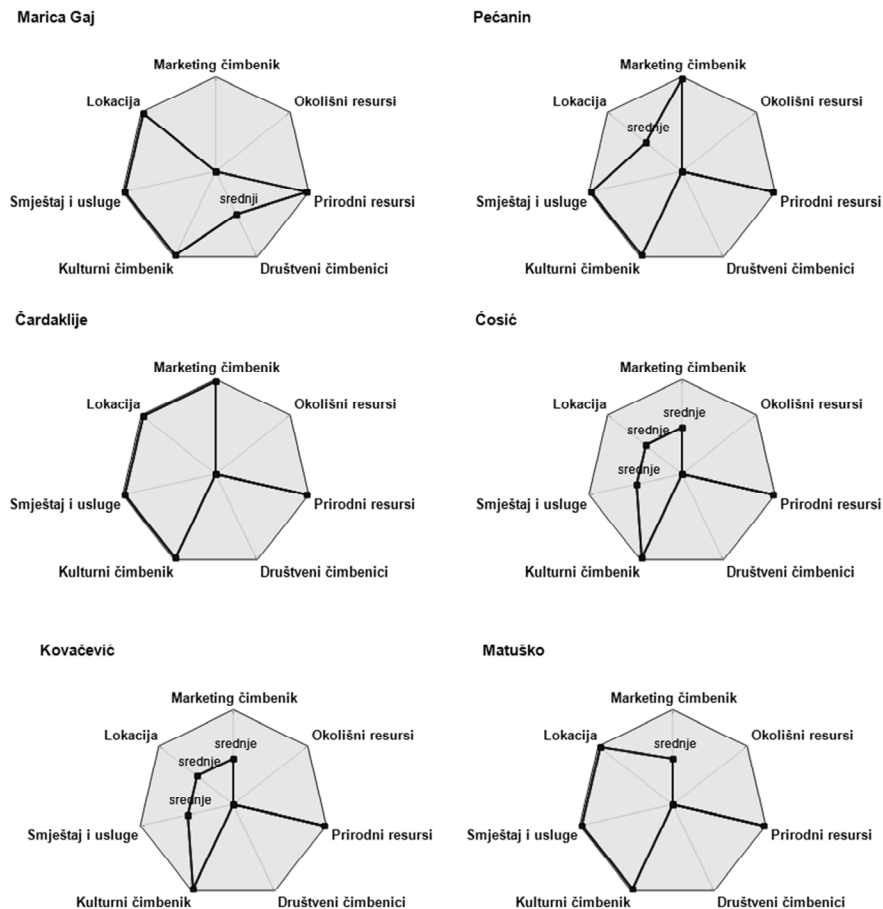 Marica Gaj
Marketing čimbenik
Okolišni resursi
Lokacija
srednji
Smještaj i usluge
Prirodni resursi
Kulturni čimbenik
Društveni čimbenici
Pećanin
Marketing čimbenik
Okolišni resursi
Lokacija
srednje
Smještaj i usluge
Prirodni resursi
Kulturni čimbenik
Društveni čimbenici
Čardaklije
Marketing čimbenik
Okolišni resursi
Lokacija
Smještaj i usluge
Prirodni resursi
Kulturni čimbenik
Društveni čimbenici
Ćosić
Marketing čimbenik
Okolišni resursi
Lokacija
srednje
srednje
srednje
Smještaj i usluge
Prirodni resursi
Kulturni čimbenik
Društveni čimbenici
Kovačević
Marketing čimbenik
Okolišni resursi
Lokacija
srednje
srednje
srednje
Smještaj i usluge
Prirodni resursi
Kulturni čimbenik
Društveni čimbenici
Matuško
Marketing čimbenik
Okolišni resursi
Lokacija
srednje
Smještaj i usluge
Prirodni resursi
Kulturni čimbenik
Društveni čimbenici